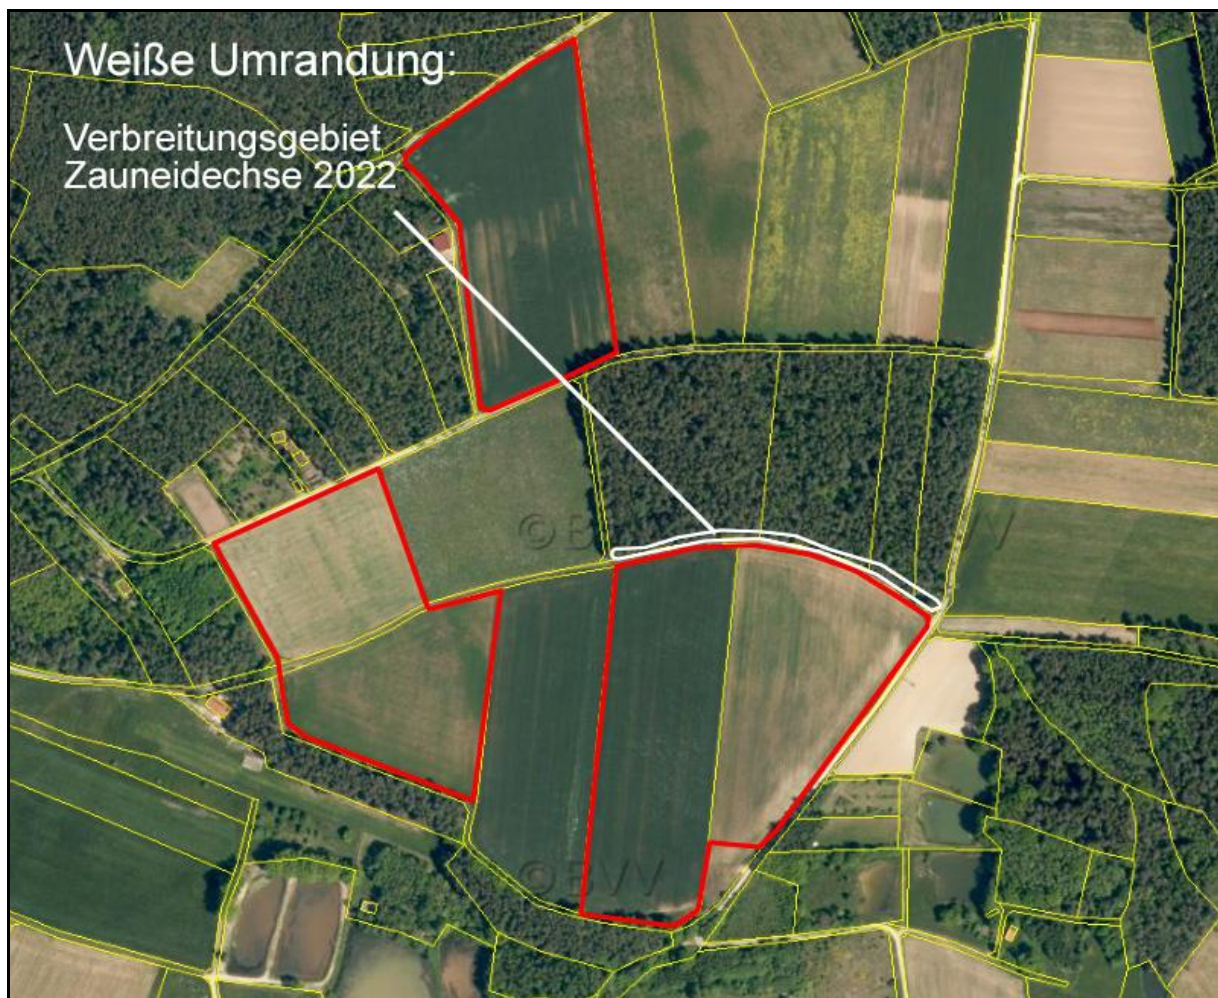 Weiße Umrandung:
Verbreitungsgebiet
Zauneidechse 2022
©BVV
©BVV